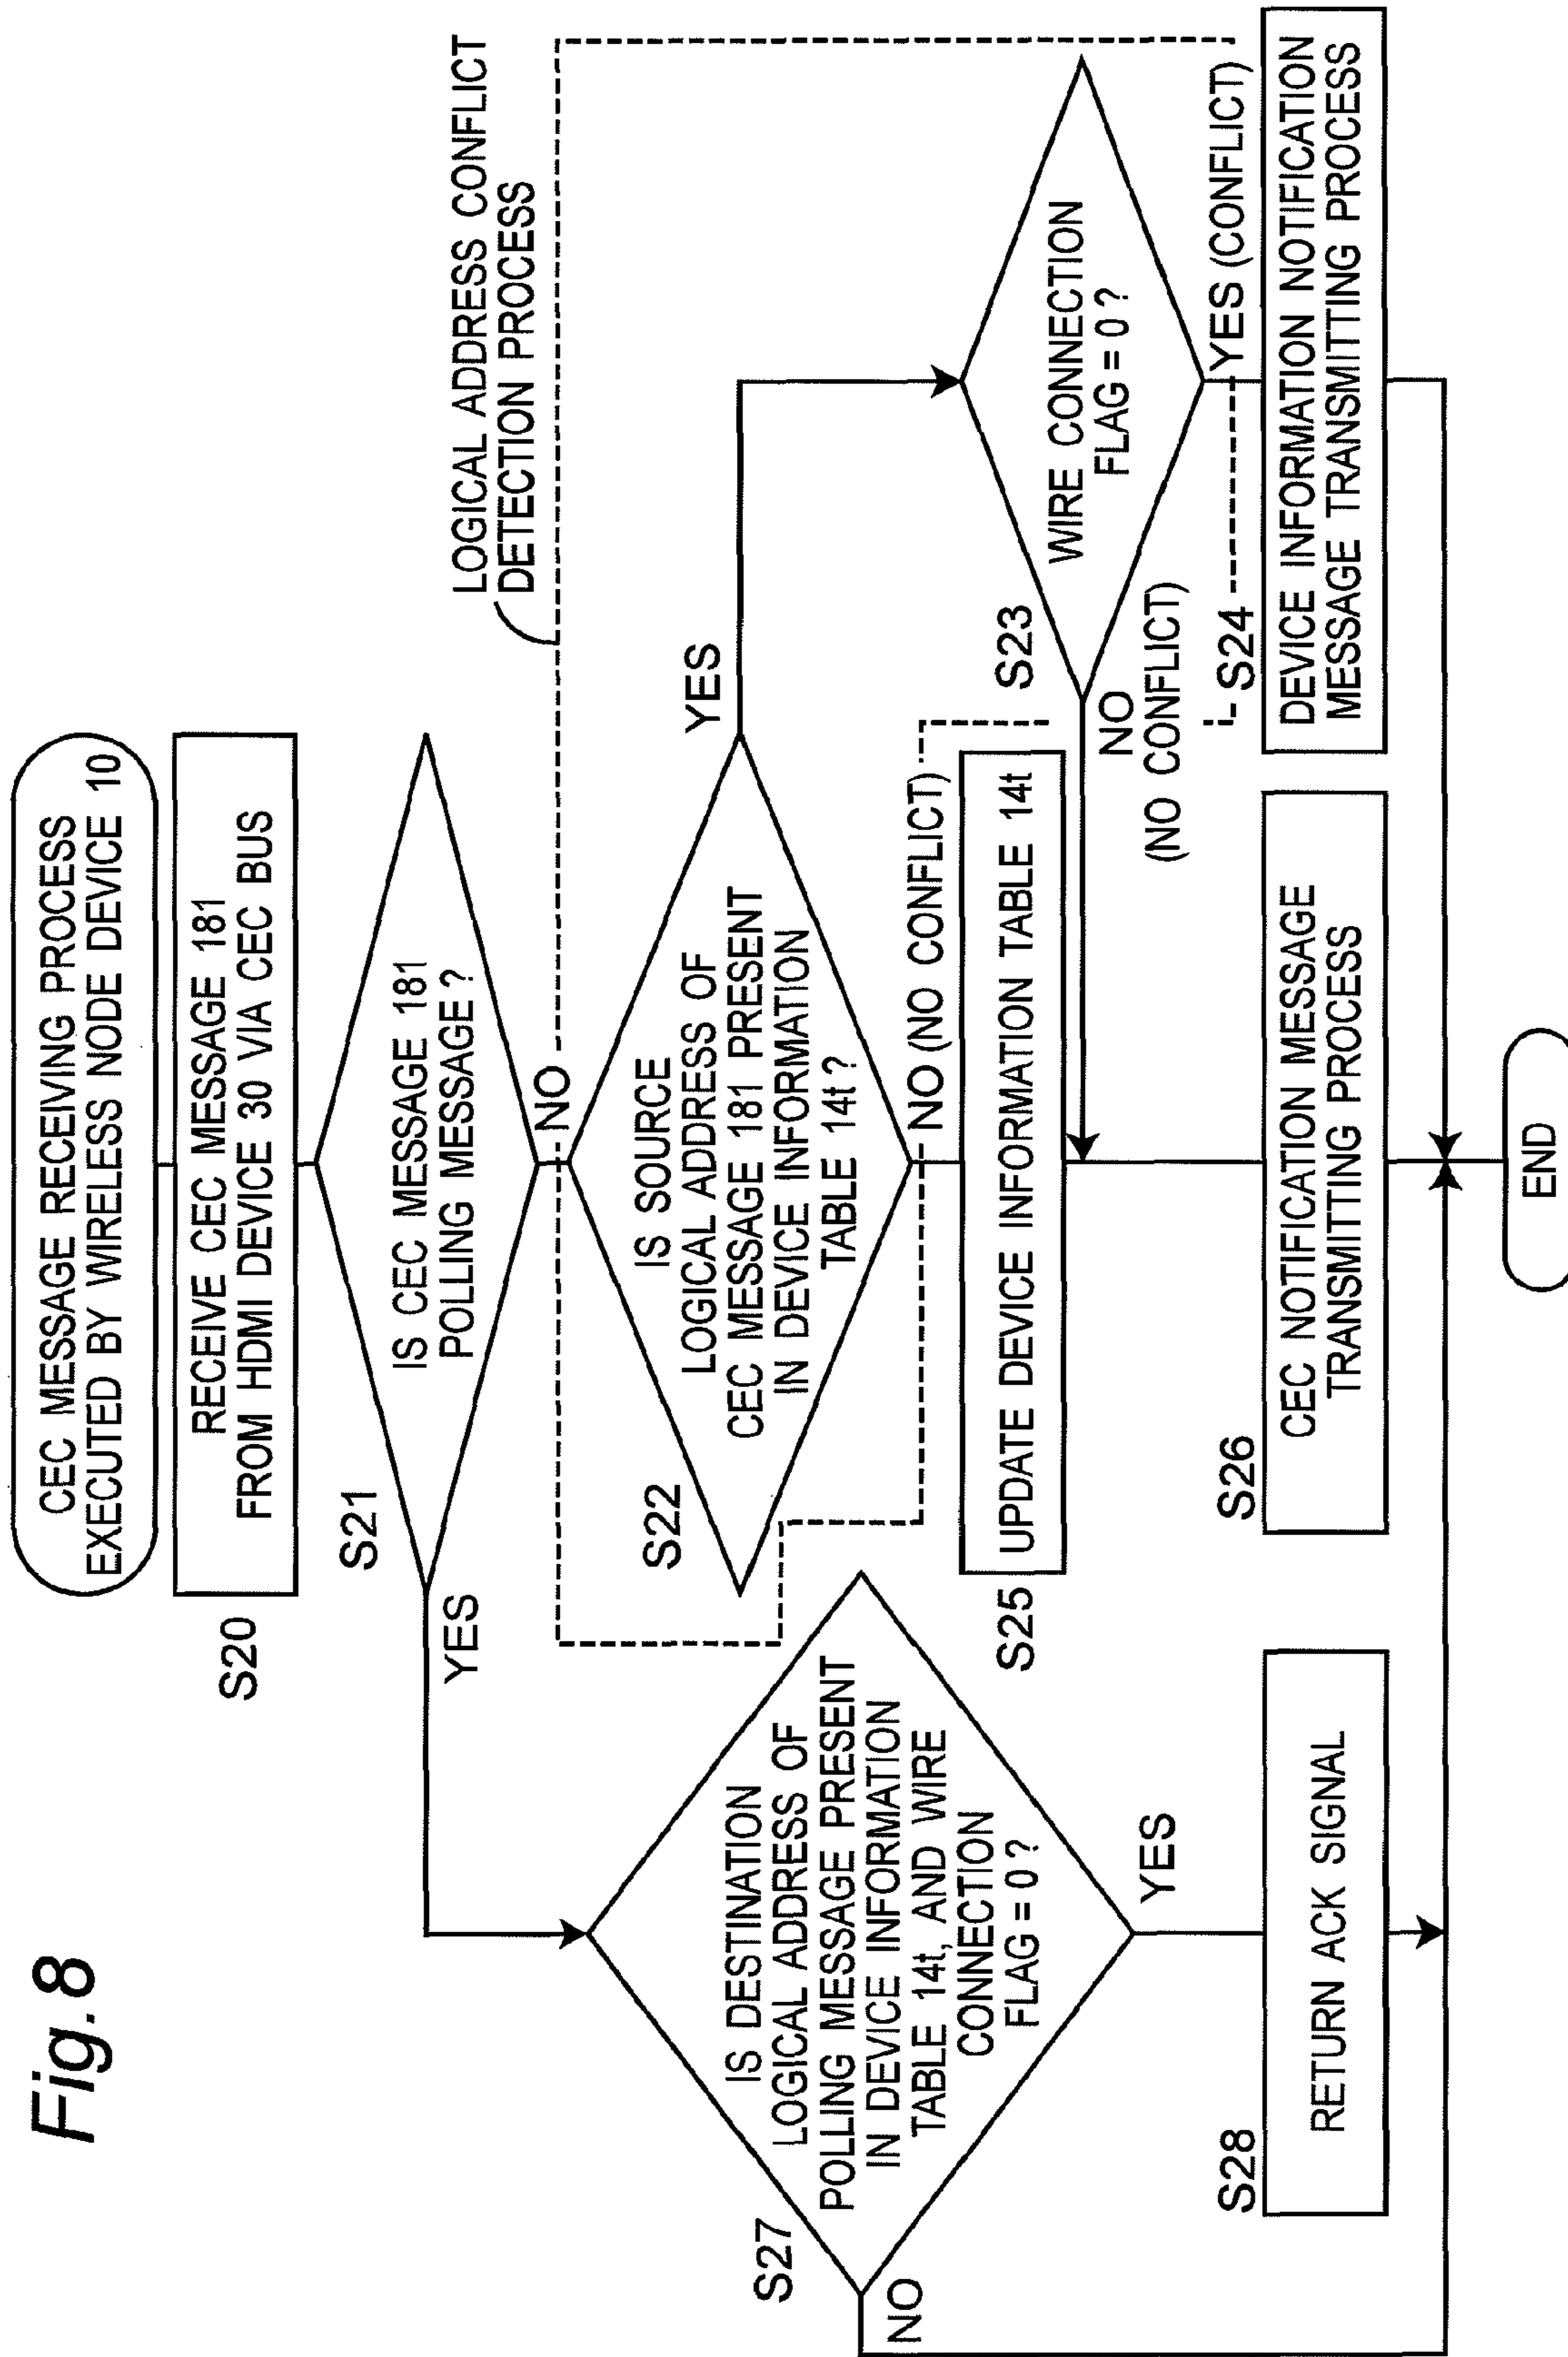 Fig.8
CEC MESSAGE RECEIVING PROCESS
EXECUTED BY WIRELESS NODE DEVICE 10
S20
RECEIVE CEC MESSAGE 181
FROM HDMI DEVICE 30 VIA CEC BUS
S21
IS CEC MESSAGE 181
POLLING MESSAGE ?
YES
NO
LOGICAL ADDRESS CONFLICT
DETECTION PROCESS
S22
IS SOURCE
LOGICAL ADDRESS OF
CEC MESSAGE 181 PRESENT
IN DEVICE INFORMATION
TABLE 14t ?
YES
NO (NO CONFLICT)
S23
WIRE CONNECTION
FLAG = 0 ?
NO
(NO CONFLICT)
YES (CONFLICT)
S24
DEVICE INFORMATION NOTIFICATION
MESSAGE TRANSMITTING PROCESS
S25
UPDATE DEVICE INFORMATION TABLE 14t
S26
CEC NOTIFICATION MESSAGE
TRANSMITTING PROCESS
S27
IS DESTINATION
LOGICAL ADDRESS OF
POLLING MESSAGE PRESENT
IN DEVICE INFORMATION
TABLE 14t, AND WIRE
CONNECTION
FLAG = 0 ?
NO
YES
S28
RETURN ACK SIGNAL
END